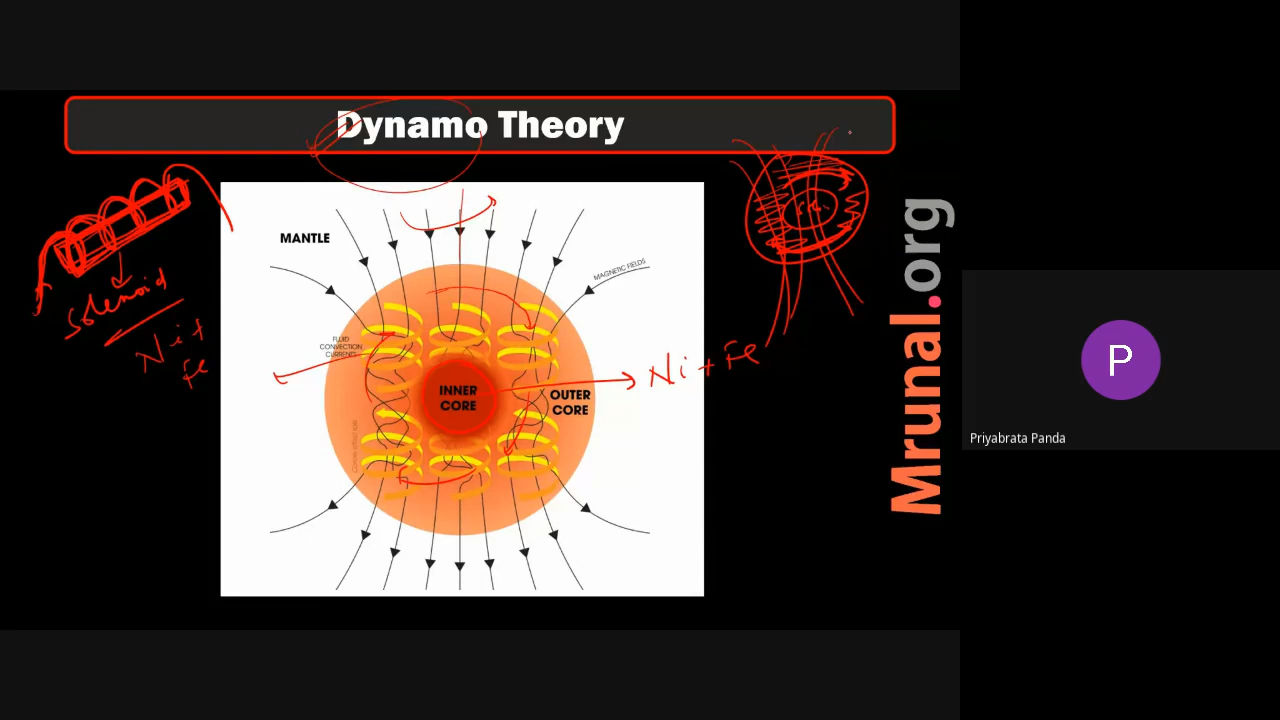 Dynamo Theory
MANTLE
MAGNETIC FIELDS
FLUID
CONVECTION
CURRENTS
INNER
CORE
OUTER
CORE
Solenoid
Ni +
Fe
Ni + Fe
Mrunal.org
P
Priyabrata Panda